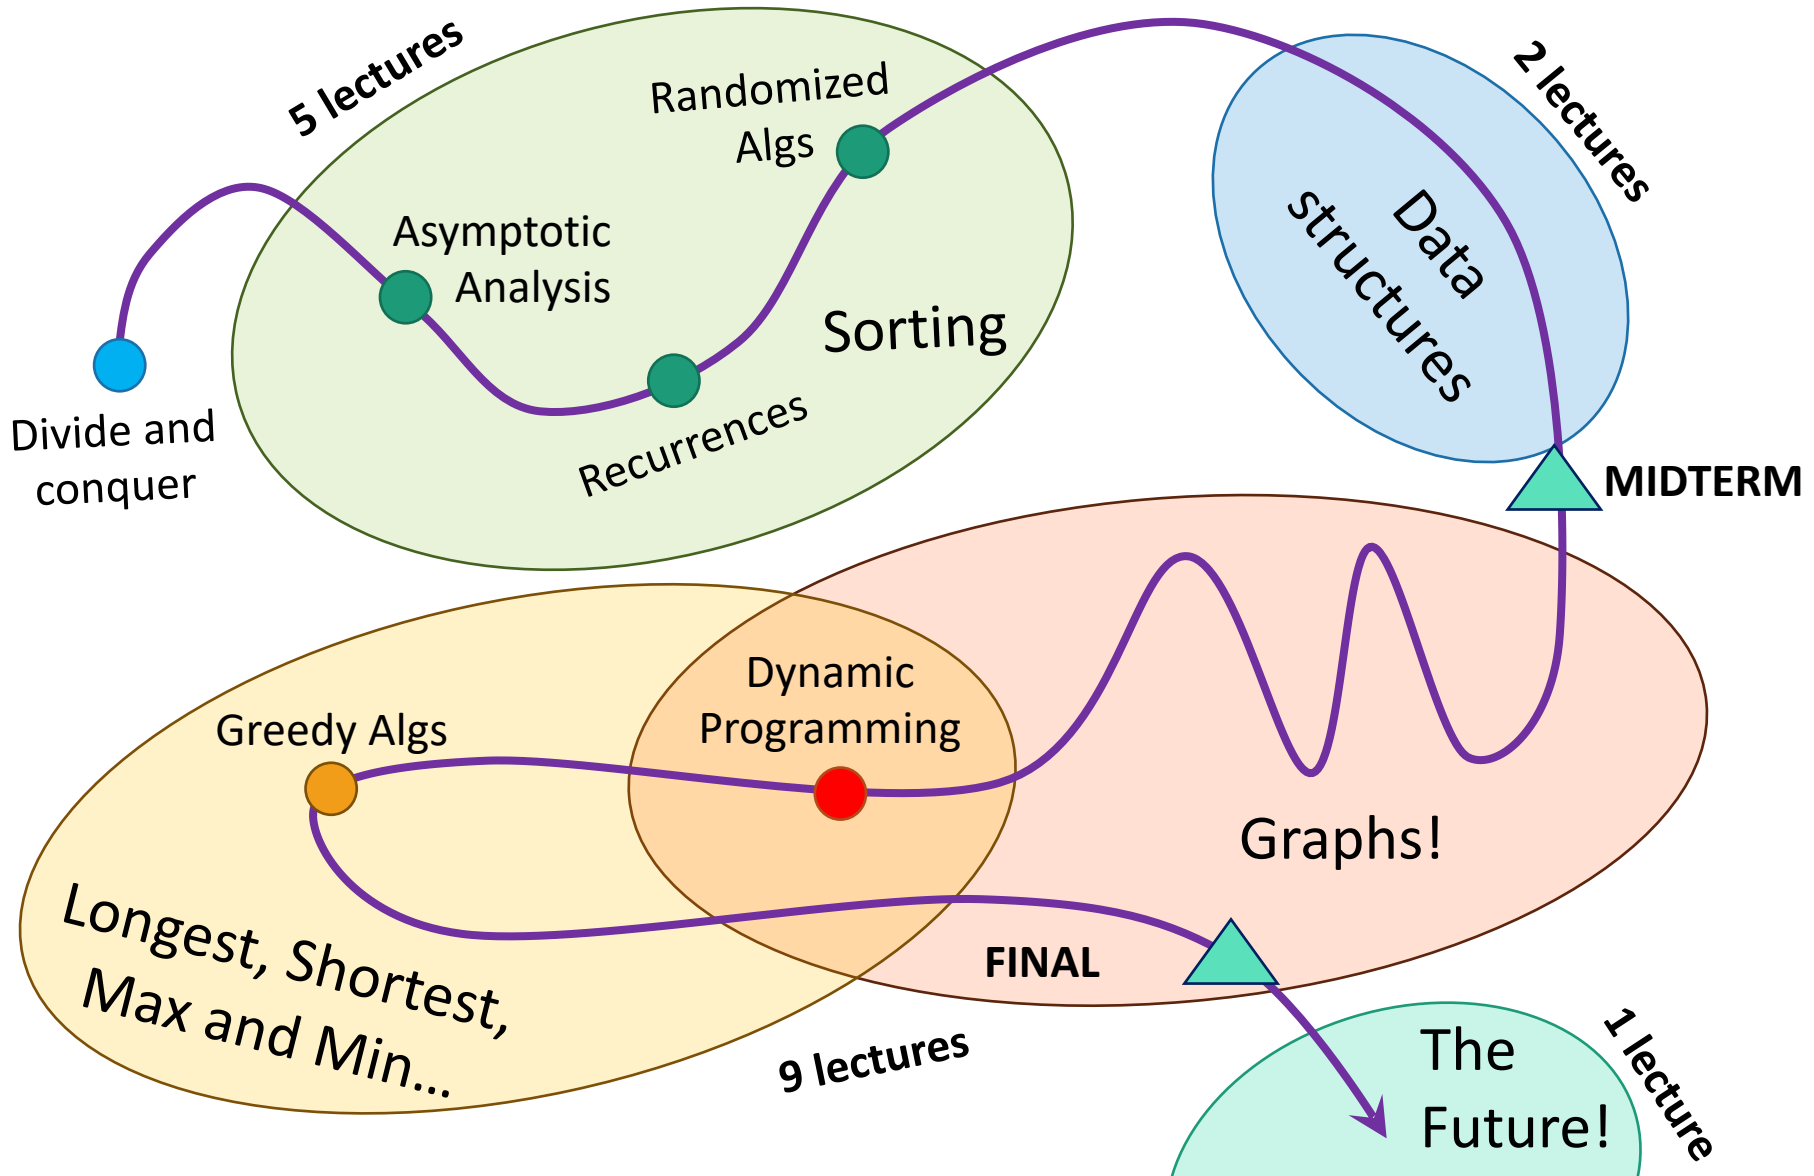 5 lectures
Randomized
Algs
Asymptotic
Analysis
Sorting
Recurrences
Divide and
conquer
2 lectures
Data
structures
MIDTERM
Dynamic
Programming
Greedy Algs
Graphs!
Longest, Shortest,
Max and Min...
FINAL
9 lectures
The
Future!
1 lecture